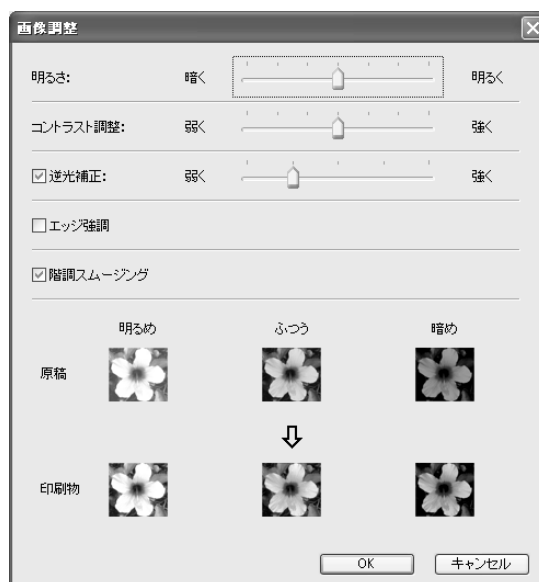 画像調整
明るさ: 暗く 明るく
コントラスト調整: 弱く 強く
逆光補正: 弱く 強く
エッジ強調
階調スムージング
明るめ ふつう 暗め
原稿
印刷物
OK キャンセル